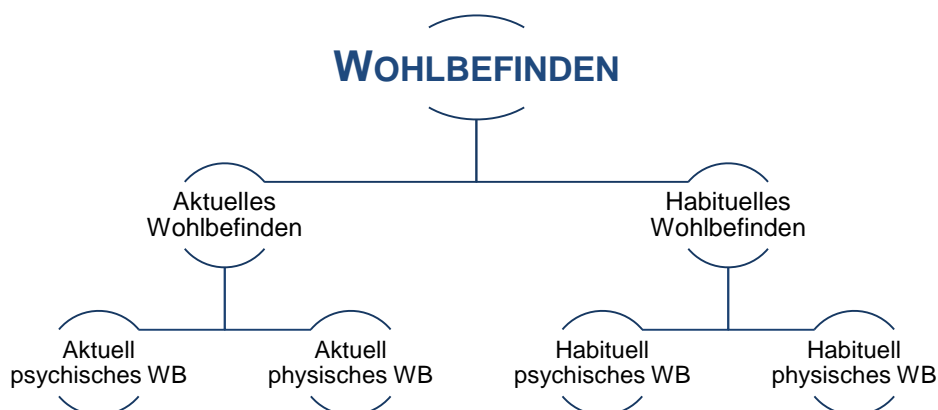 WOHLBEFINDEN
Aktuelles
Wohlbefinden
Habituelles
Wohlbefinden
Aktuell
psychisches WB
Aktuell
physisches WB
Habituell
psychisches WB
Habituell
physisches WB